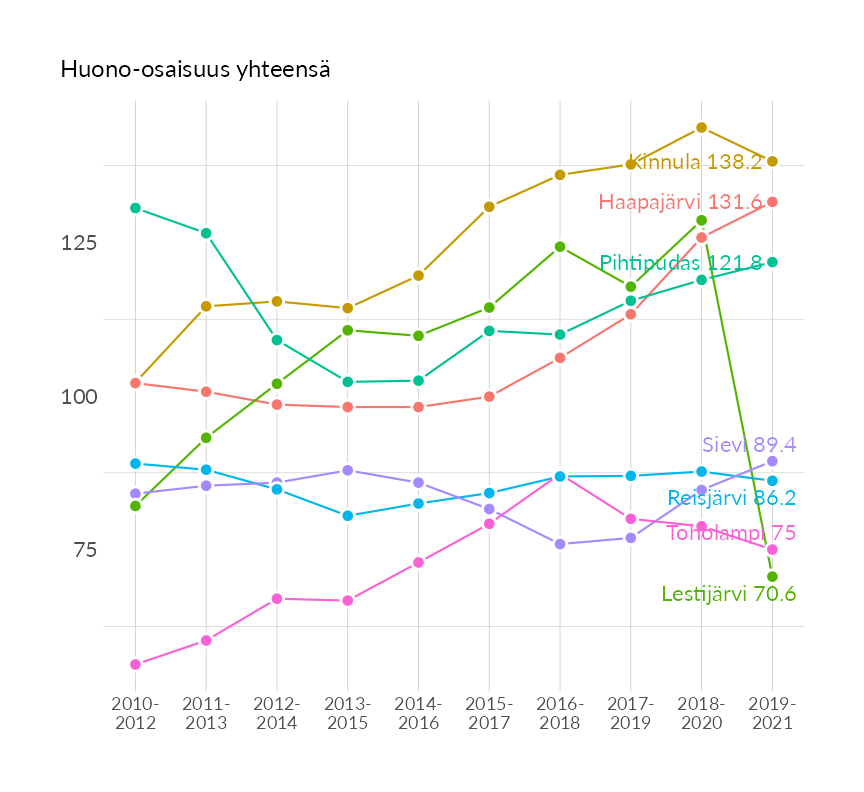 Huono-osaisuus yhteensä
Kinnula 138.2
Haapajärvi 131.6
125
Pihtipudas 121.8
100
Sievi 89.4
Reisjärvi 86.2
Toholampi 75
75
Lestijärvi 70.6
2010-
2012
2011-
2013
2012-
2014
2013-
2015
2014-
2016
2015-
2017
2016-
2018
2017-
2019
2018-
2020
2019-
2021